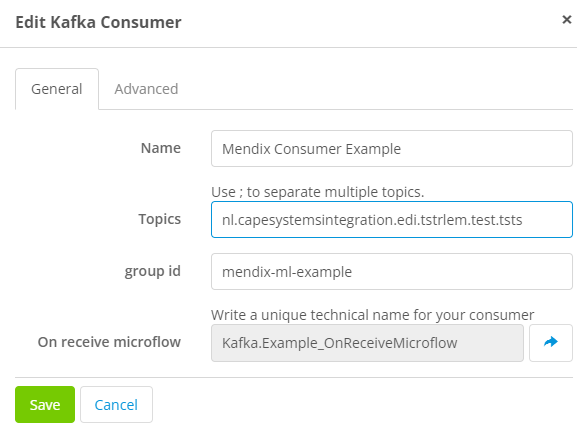 Edit Kafka Consumer ×
General Advanced
Name Mendix Consumer Example
Use ; to separate multiple topics.
Topics nl.capesystemsintegration.edi.tstrlem.test.tsts
group id mendix-ml-example
Write a unique technical name for your consumer
On receive microflow Kafka.Example_OnReceiveMicroflow
Save Cancel